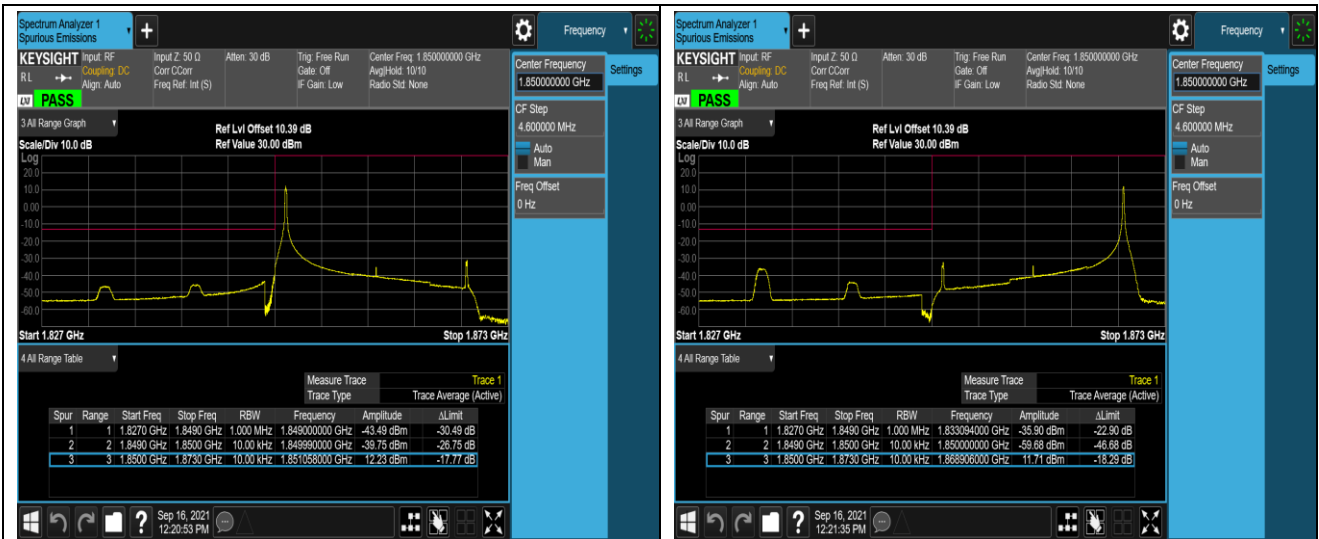 Spectrum Analyzer 1
Spurious Emissions
+
Frequency
KEYSIGHT
Input: RF
Coupling: DC
Align: Auto
Input Z: 50 Ω
Corr CCorr
Freq Ref: Int (S)
Atten: 30 dB
Trig: Free Run
Gate: Off
IF Gain: Low
Center Freq: 1.850000000 GHz
Avg|Hold: 10/10
Radio Std: None
R L
LXI
PASS
Center Frequency
1.850000000 GHz
Settings
CF Step
4.600000 MHz
Auto
Man
Freq Offset
0 Hz
3 All Range Graph
Ref Lvl Offset 10.39 dB
Scale/Div 10.0 dB
Ref Value 30.00 dBm
Log
20.0
10.0
0.00
-10.0
-20.0
-30.0
-40.0
-50.0
-60.0
Start 1.827 GHz
Stop 1.873 GHz
4 All Range Table
Measure Trace Trace 1
Trace Type Trace Average (Active)
Spur Range Start Freq Stop Freq RBW Frequency Amplitude ΔLimit
1 1 1.8270 GHz 1.8490 GHz 1.000 MHz 1.849000000 GHz -43.49 dBm -30.49 dB
2 2 1.8490 GHz 1.8500 GHz 10.00 kHz 1.849990000 GHz -39.75 dBm -26.75 dB
3 3 1.8500 GHz 1.8730 GHz 10.00 kHz 1.851058000 GHz 12.23 dBm -17.77 dB
?
Sep 16, 2021
12:20:53 PM
Spectrum Analyzer 1
Spurious Emissions
+
Frequency
KEYSIGHT
Input: RF
Coupling: DC
Align: Auto
Input Z: 50 Ω
Corr CCorr
Freq Ref: Int (S)
Atten: 30 dB
Trig: Free Run
Gate: Off
IF Gain: Low
Center Freq: 1.850000000 GHz
Avg|Hold: 10/10
Radio Std: None
R L
LXI
PASS
Center Frequency
1.850000000 GHz
Settings
CF Step
4.600000 MHz
Auto
Man
Freq Offset
0 Hz
3 All Range Graph
Ref Lvl Offset 10.39 dB
Scale/Div 10.0 dB
Ref Value 30.00 dBm
Log
20.0
10.0
0.00
-10.0
-20.0
-30.0
-40.0
-50.0
-60.0
Start 1.827 GHz
Stop 1.873 GHz
4 All Range Table
Measure Trace Trace 1
Trace Type Trace Average (Active)
Spur Range Start Freq Stop Freq RBW Frequency Amplitude ΔLimit
1 1 1.8270 GHz 1.8490 GHz 1.000 MHz 1.833094000 GHz -35.90 dBm -22.90 dB
2 2 1.8490 GHz 1.8500 GHz 10.00 kHz 1.850000000 GHz -59.68 dBm -46.68 dB
3 3 1.8500 GHz 1.8730 GHz 10.00 kHz 1.868906000 GHz 11.71 dBm -18.29 dB
?
Sep 16, 2021
12:21:35 PM